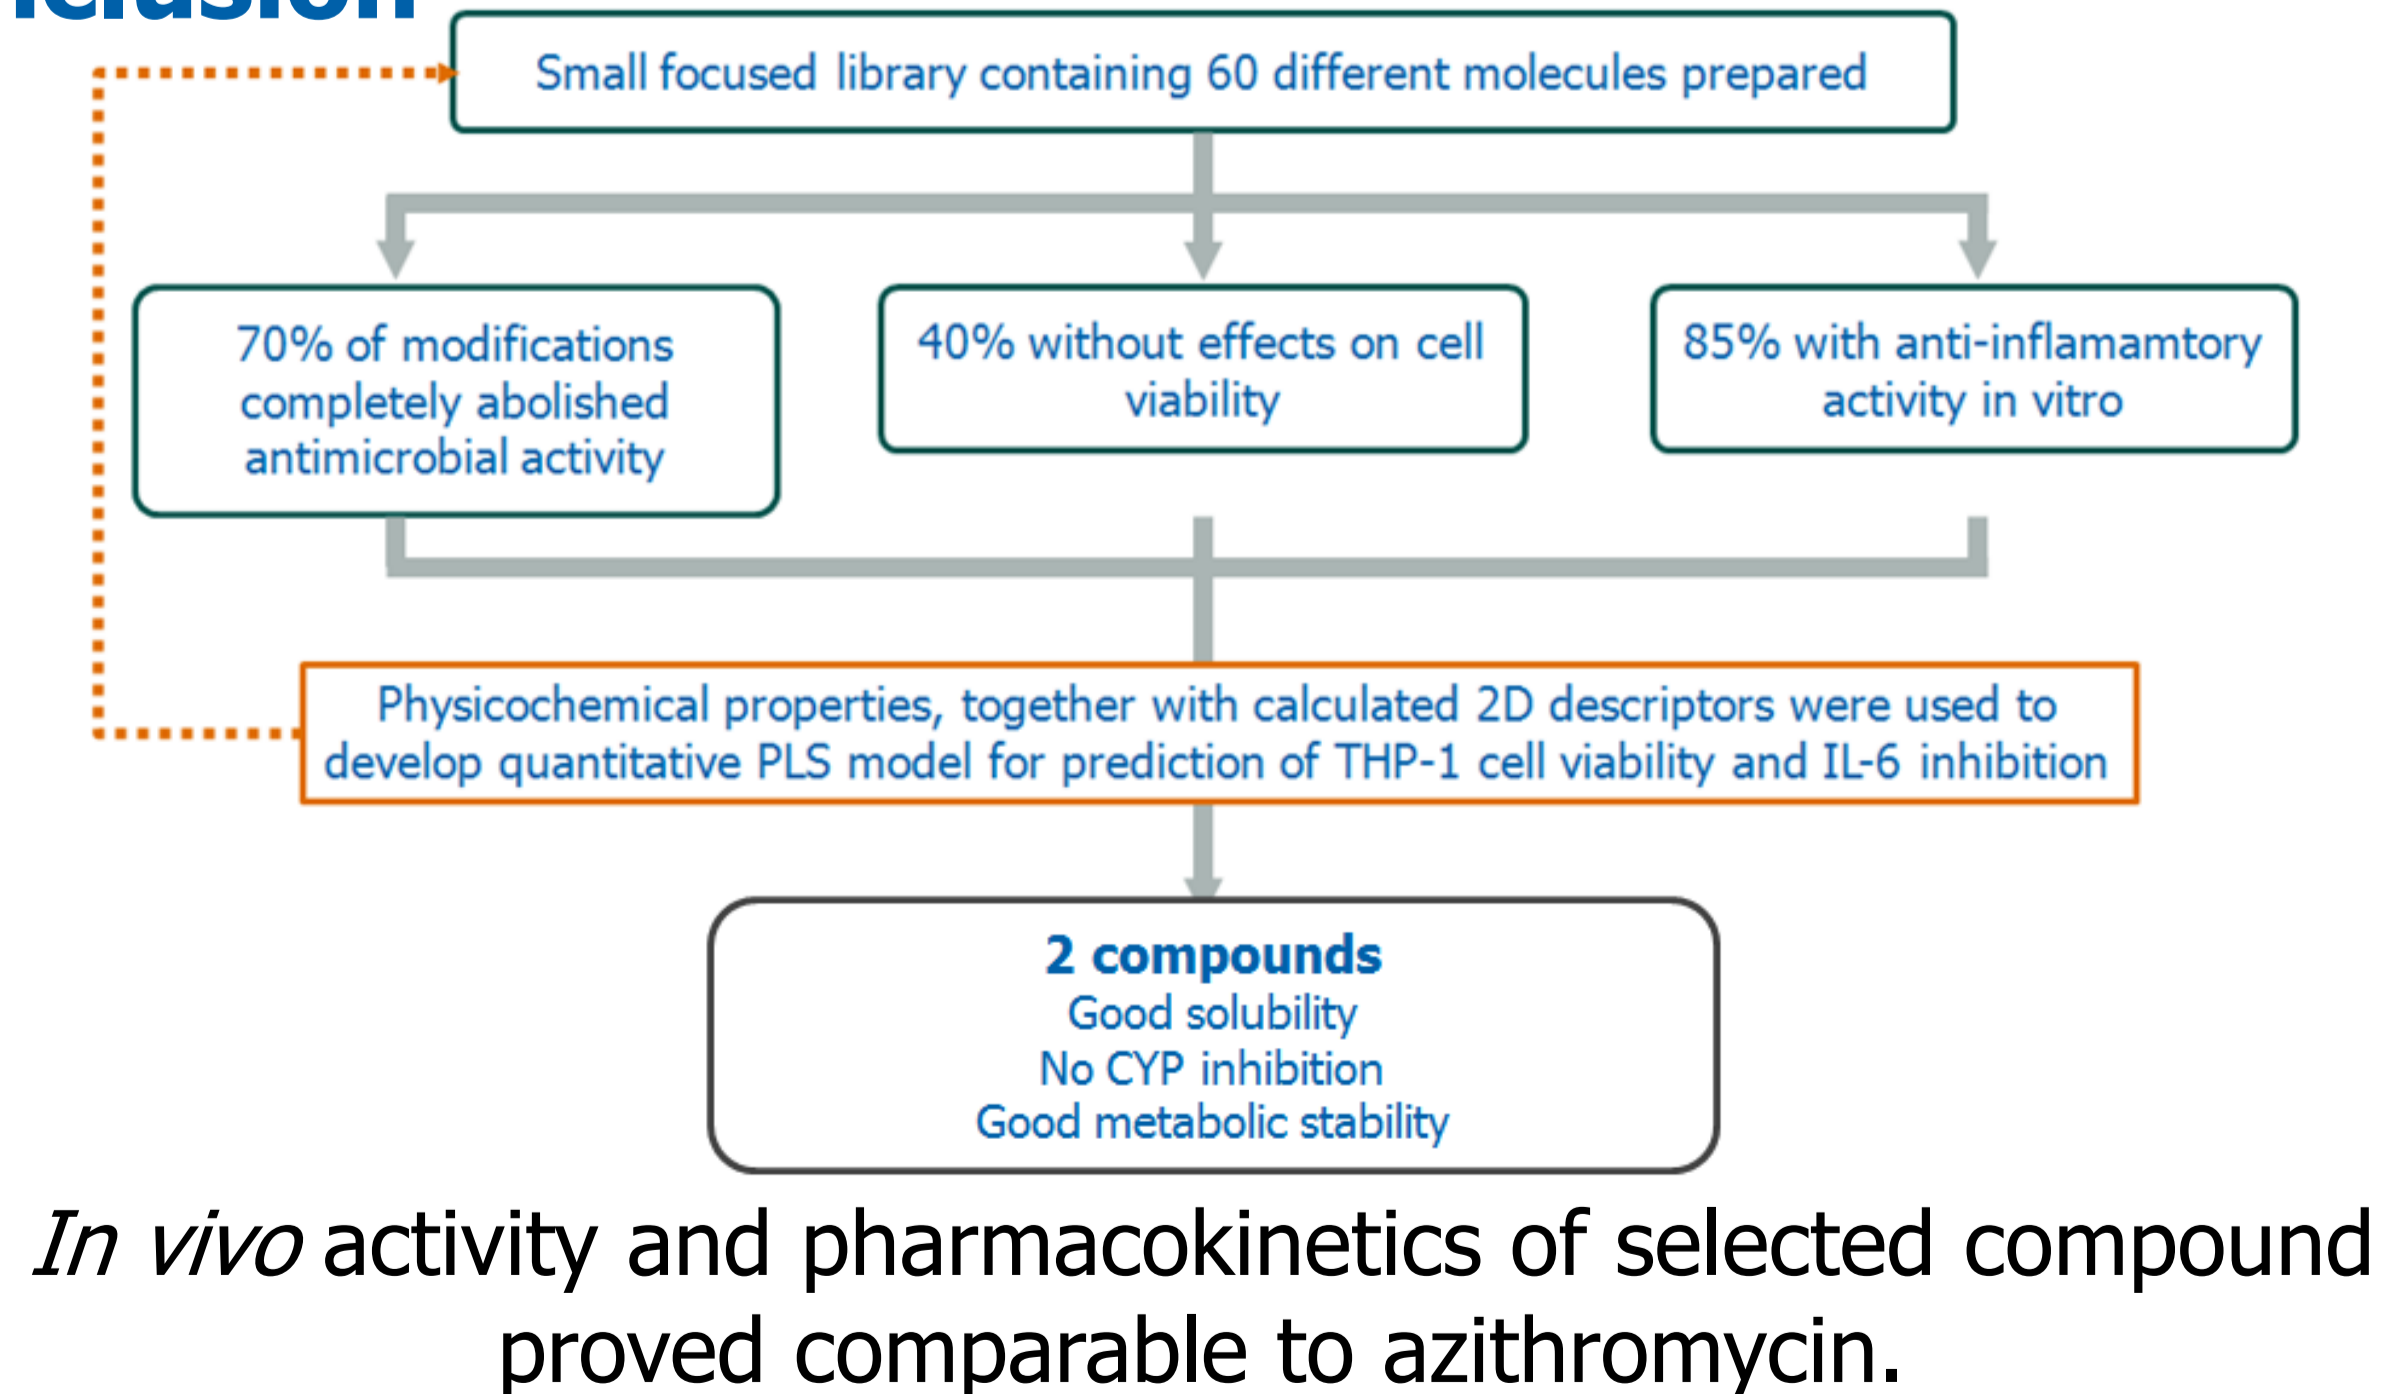 Small focused library containing 60 different molecules prepared
70% of modifications
completely abolished
antimicrobial activity
40% without effects on cell
viability
85% with anti-inflamamtory
activity in vitro
Physicochemical properties, together with calculated 2D descriptors were used to
develop quantitative PLS model for prediction of THP-1 cell viability and IL-6 inhibition
2 compounds
Good solubility
No CYP inhibition
Good metabolic stability
In vivo activity and pharmacokinetics of selected compound
proved comparable to azithromycin.